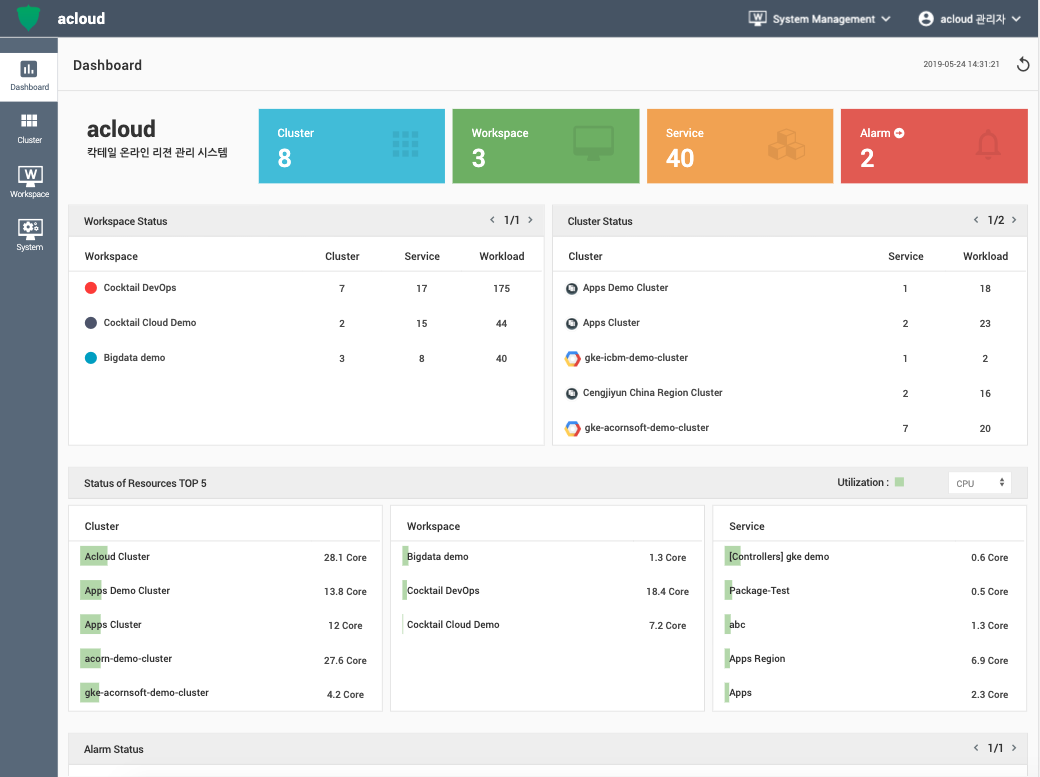 acloud
W System Management
acloud 관리자
Dashboard
Cluster
W
Workspace
System
Dashboard
2019-05-24 14:31:21
acloud
칵테일 온라인 리젼 관리 시스템
Cluster
8
Workspace
3
Service
40
Alarm
2
Workspace Status 1/1
Workspace Cluster Service Workload
Cocktail DevOps 7 17 175
Cocktail Cloud Demo 2 15 44
Bigdata demo 3 8 40
Cluster Status 1/2
Cluster Service Workload
Apps Demo Cluster 1 18
Apps Cluster 2 23
gke-icbm-demo-cluster 1 2
Cengjiyun China Region Cluster 2 16
gke-acornsoft-demo-cluster 7 20
Status of Resources TOP 5
Utilization :
CPU
Cluster
Acloud Cluster 28.1 Core
Apps Demo Cluster 13.8 Core
Apps Cluster 12 Core
acorn-demo-cluster 27.6 Core
gke-acornsoft-demo-cluster 4.2 Core
Workspace
Bigdata demo 1.3 Core
Cocktail DevOps 18.4 Core
Cocktail Cloud Demo 7.2 Core
Service
[Controllers] gke demo 0.6 Core
Package-Test 0.5 Core
abc 1.3 Core
Apps Region 6.9 Core
Apps 2.3 Core
Alarm Status 1/1